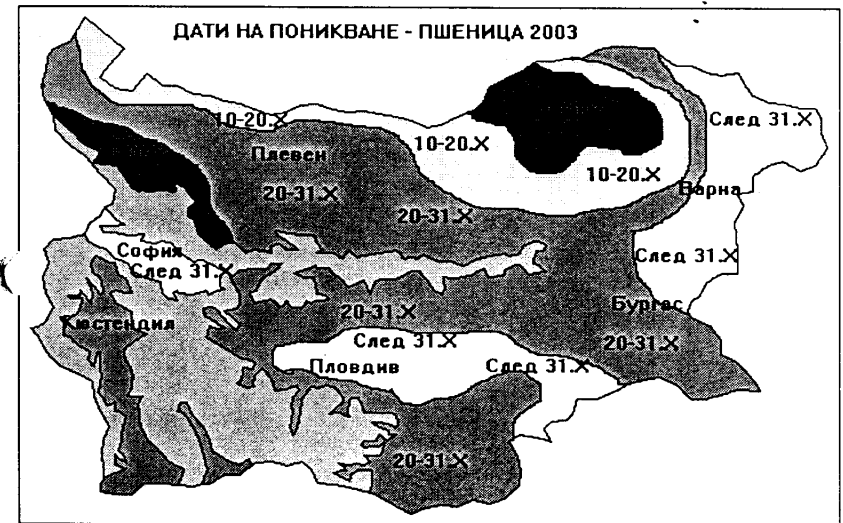 ДАТИ НА ПОНИКВАНЕ - ПШЕНИЦА 2003
10-20.X
След 31.X
10-20.X
Плевен
10-20.X
20-31.X
Варна
20-31.X
София
След 31.X
След 31.X
Бургас
20-31.X
Кюстендил
След 31.X
20-31.X
Пловдив
След 31.X
20-31.X